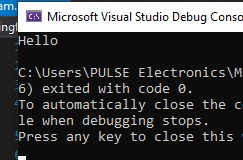 Microsoft Visual Studio Debug Conso
Hello
C:\Users\PULSE Electronics\M
6) exited with code 0.
To automatically close the c
le when debugging stops.
Press any key to close this